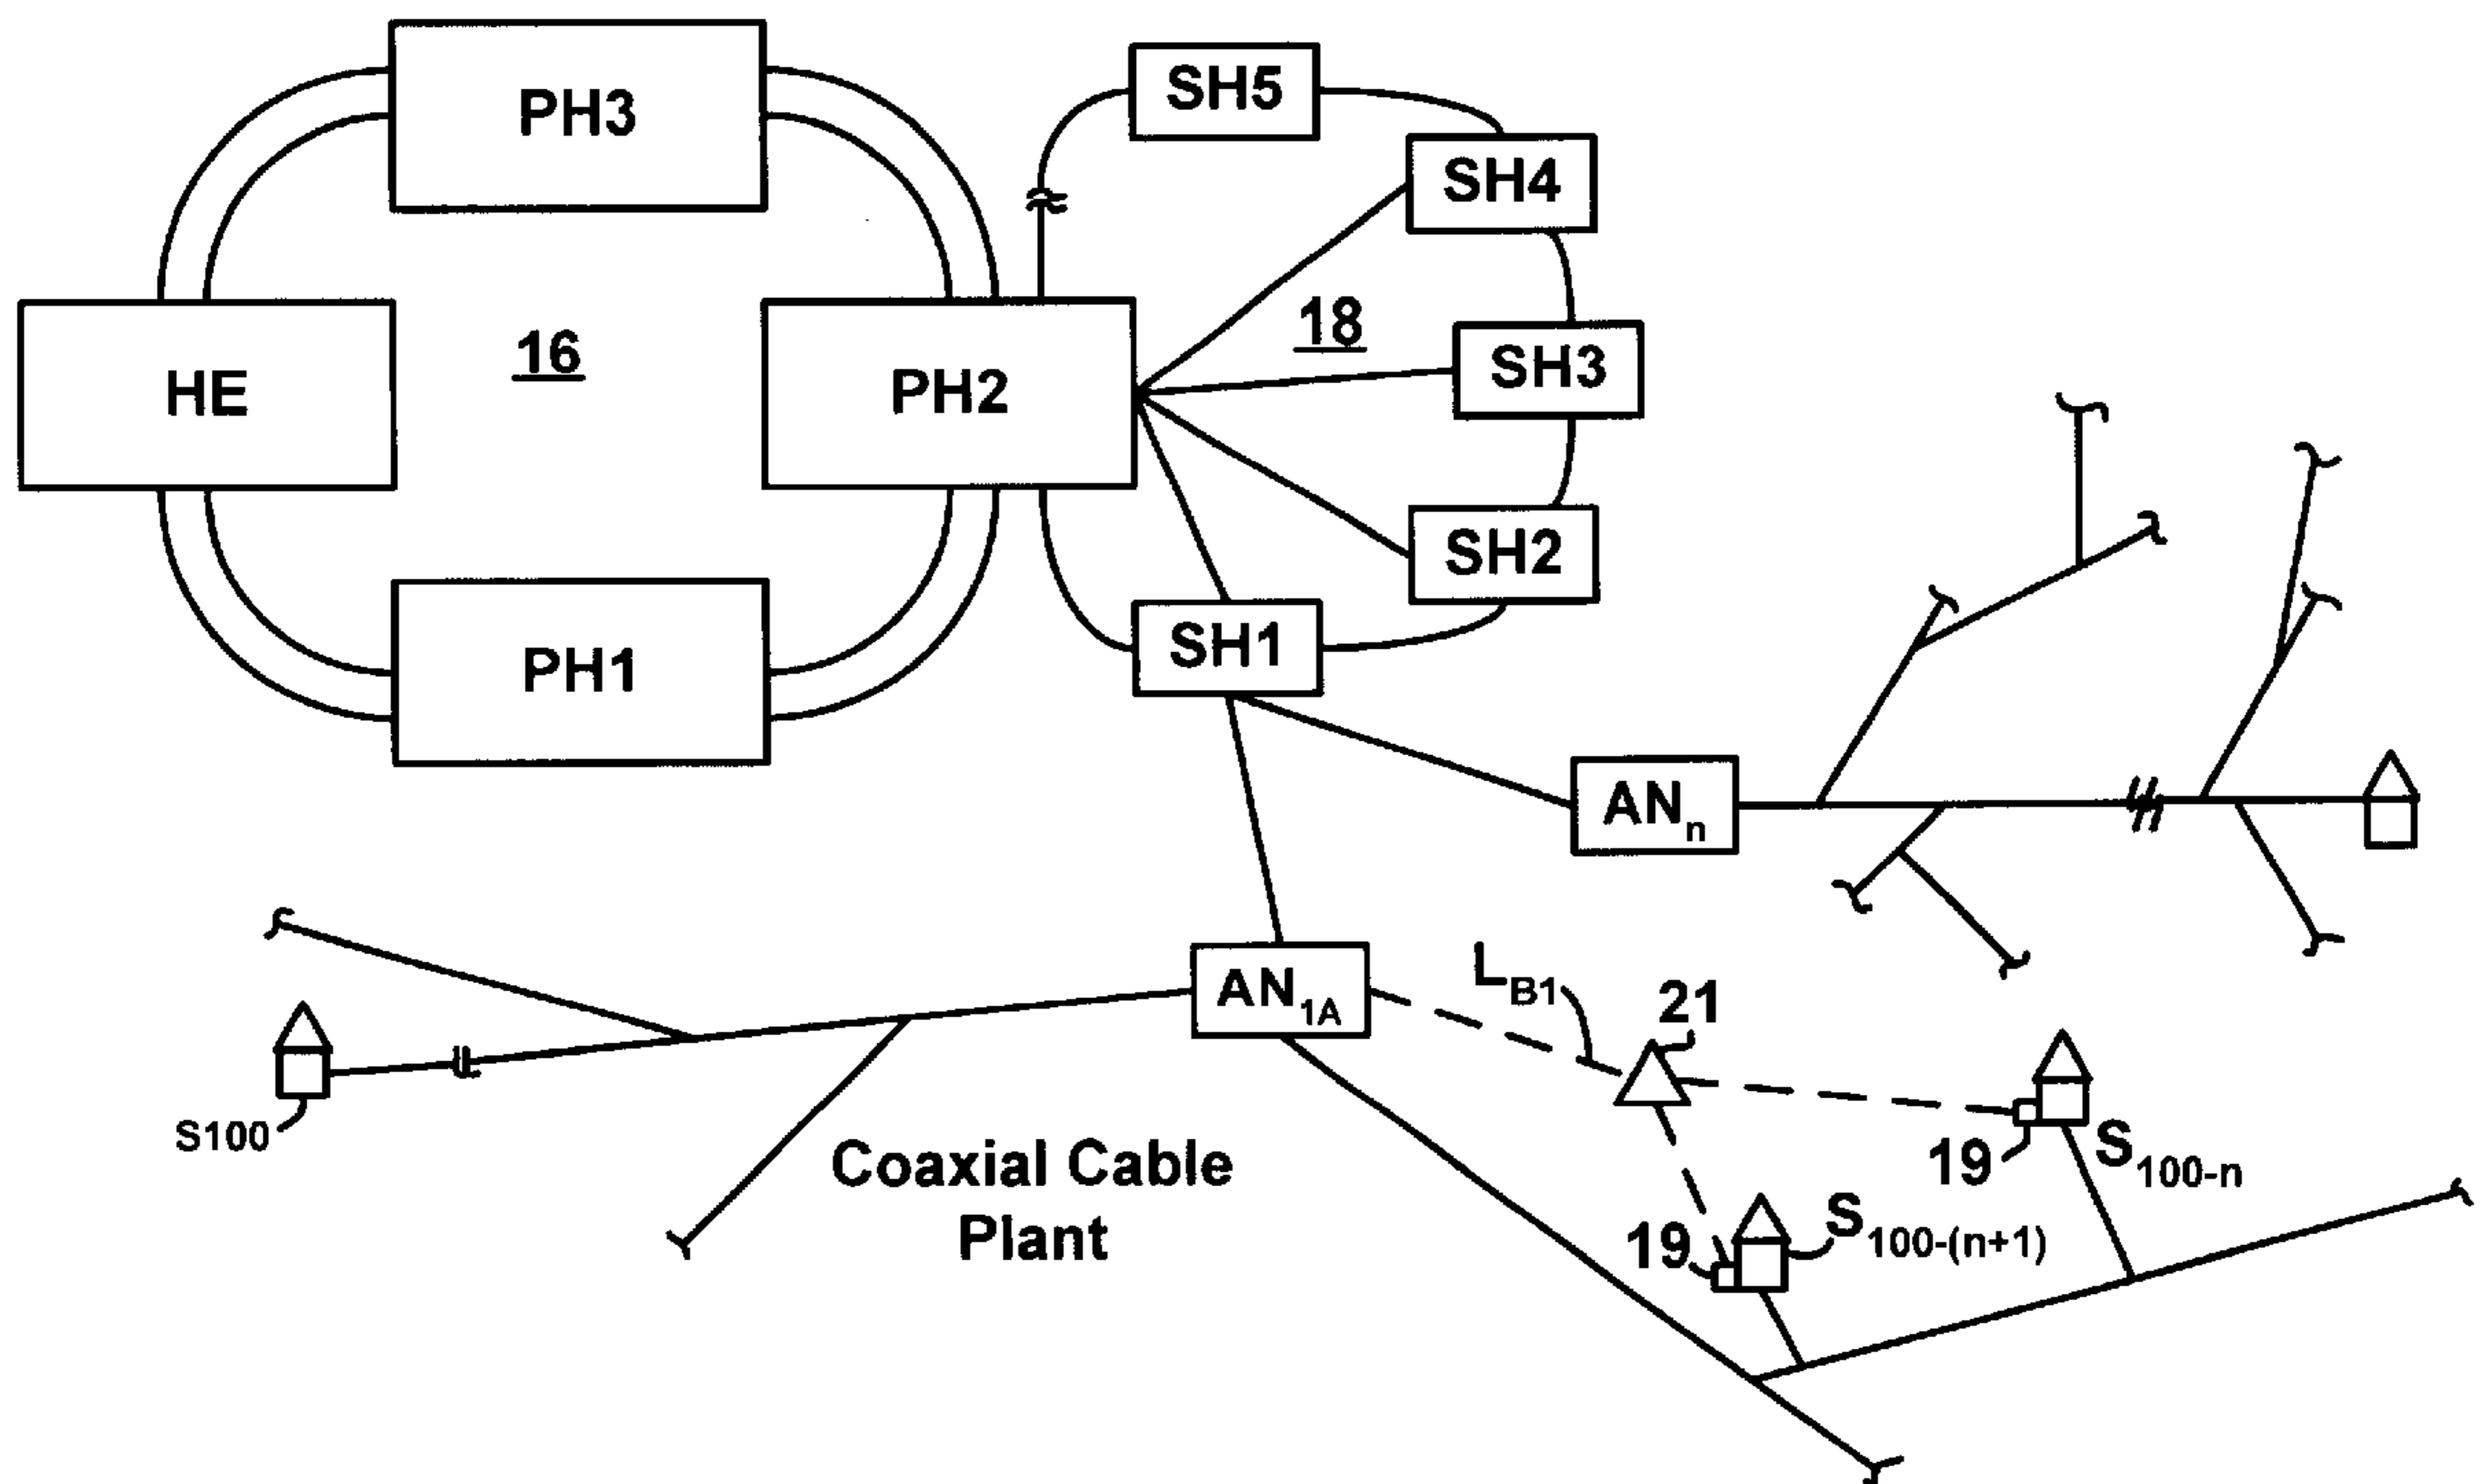 PH3
SH5
SH4
HE
16
PH2
18
SH3
SH2
PH1
SH1
ANn
AN1A
LB1
21
S100
Coaxial Cable
Plant
19
S100-n
19
S100-(n+1)